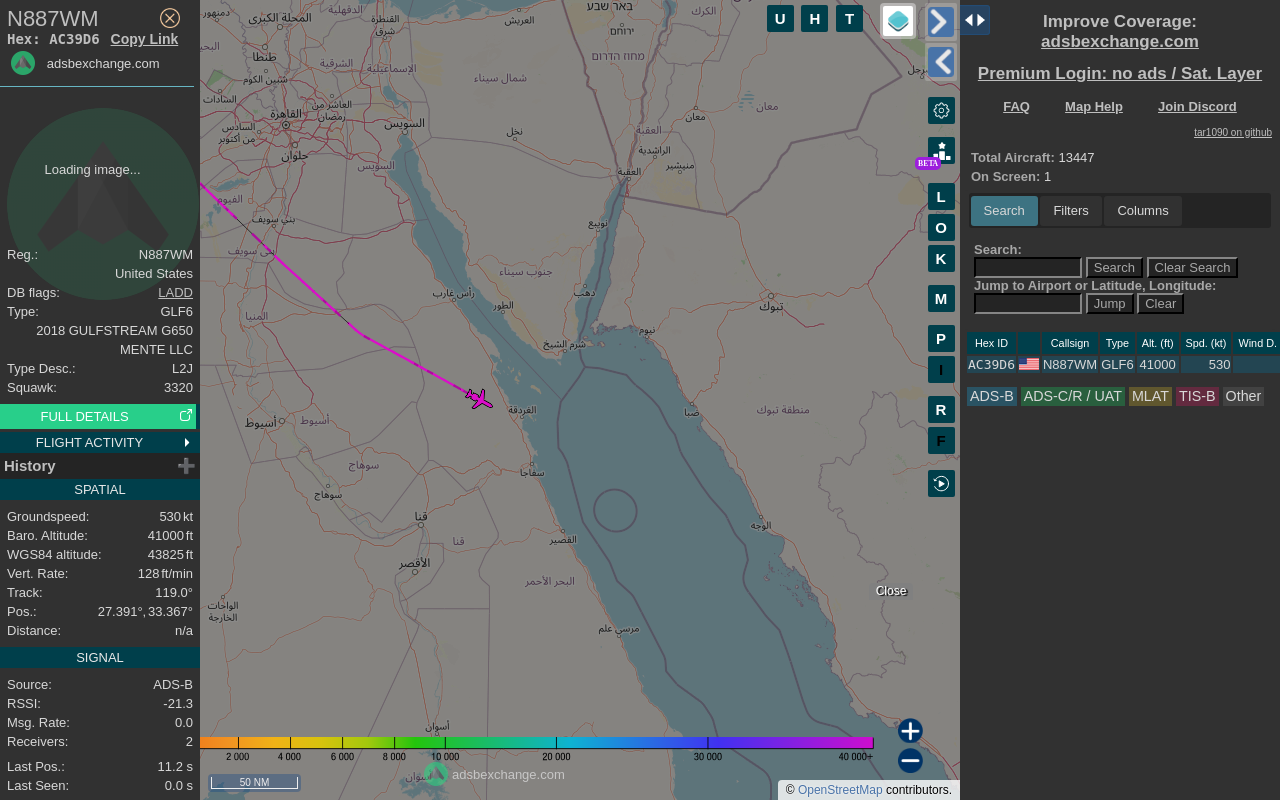 N887WM
Hex: AC39D6 Copy Link
adsbexchange.com
Loading image...
Reg.: N887WM
United States
DB flags: LADD
Type: GLF6
2018 GULFSTREAM G650
MENTE LLC
Type Desc.: L2J
Squawk: 3320
FULL DETAILS
FLIGHT ACTIVITY
History
SPATIAL
Groundspeed: 530 kt
Baro. Altitude: 41000 ft
WGS84 altitude: 43825 ft
Vert. Rate: 128 ft/min
Track: 119.0°
Pos.: 27.391°, 33.367°
Distance: n/a
SIGNAL
Source: ADS-B
RSSI: -21.3
Msg. Rate: 0.0
Receivers: 2
Last Pos.: 11.2 s
Last Seen: 0.0 s
دمنهور
المحلة الكبرى
الدقهلية
القنطرة
شرق
العريش
באר שבע
ירוחם
الكرك
طنطا
מחוז הדרום
الشرقية
الإسماعيلية
شمال سيناء
شبين الكوم
السادات
العاشر من
رمضان
القاهرة
السادس
من أكتوبر
حلوان
السويس
السويس
نخل
العقبة
معان
معان
الراشدية
منيشير
العقبة
الفيوم
بني سويف
بني سويف
نويبع
جنوب سيناء
رأس غارب
الطور
دهب
تبوك
المنيا
شرم الشيخ
نيوم
الغردقة
ضبا
منطقة تبوك
أسيوط
أسيوط
سوهاج
سوهاج
سفاجا
قنا
قنا
القصير
الوجه
الأقصر
البحر الأحمر
الواحات
الخارجة
مرسى علم
أسوان
أسوان
U H T
L
O
K
M
P
I
R
F
BETA
Close
2 000 4 000 6 000 8 000 10 000 20 000 30 000 40 000+
adsbexchange.com
50 NM
© OpenStreetMap contributors.
Improve Coverage:
adsbexchange.com
Premium Login: no ads / Sat. Layer
FAQ Map Help Join Discord
tar1090 on github
Total Aircraft: 13447
On Screen: 1
Search Filters Columns
Search:
Search Clear Search
Jump to Airport or Latitude, Longitude:
Jump Clear
Hex ID Callsign Type Alt. (ft) Spd. (kt) Wind D.
AC39D6 N887WM GLF6 41000 530
ADS-B ADS-C/R / UAT MLAT TIS-B Other